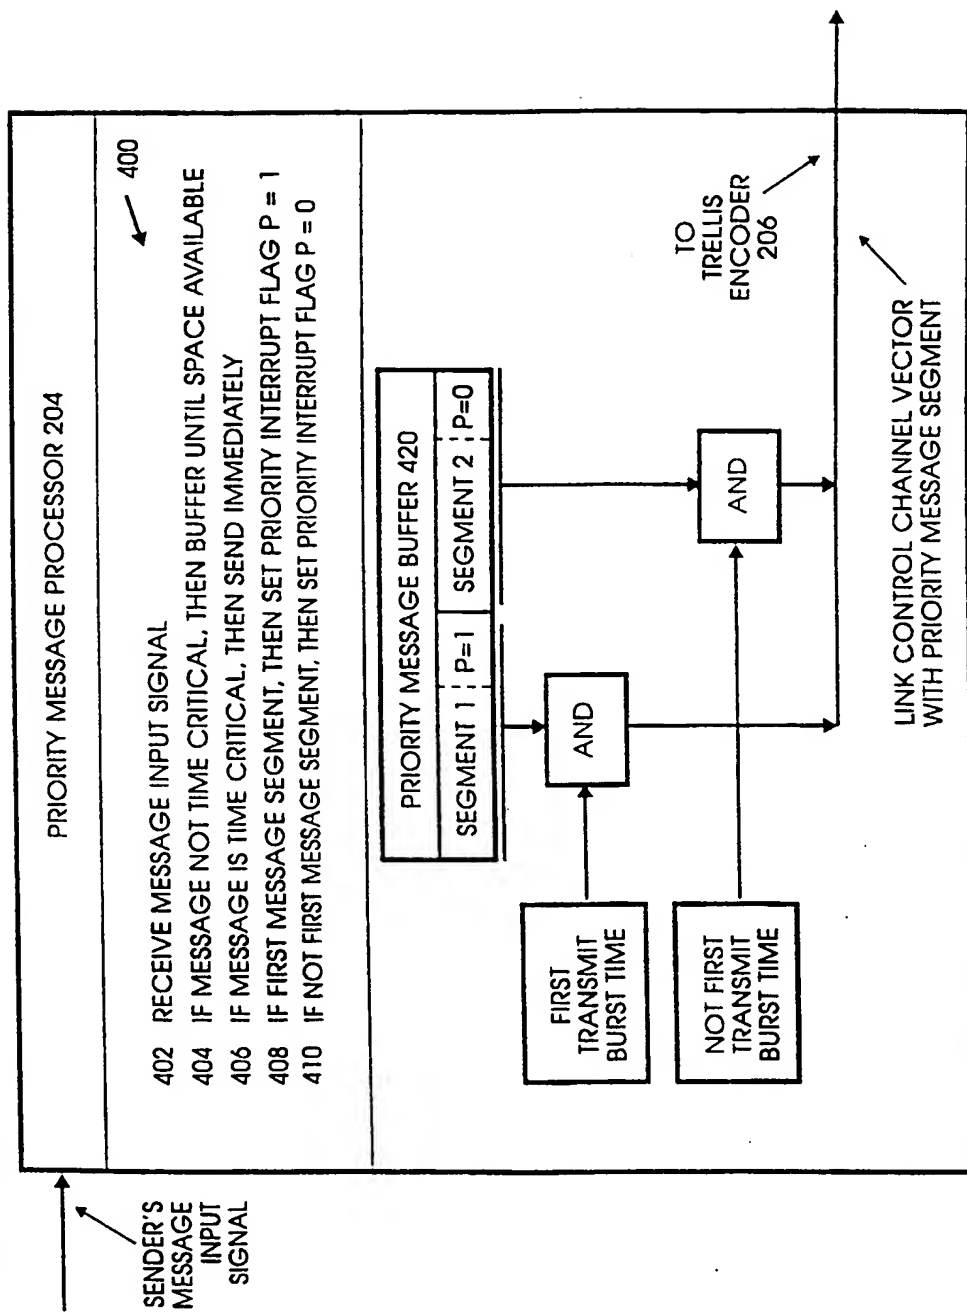 PRIORITY MESSAGE PROCESSOR 204
SENDER'S
MESSAGE
INPUT
SIGNAL
400
402 RECEIVE MESSAGE INPUT SIGNAL
404 IF MESSAGE NOT TIME CRITICAL, THEN BUFFER UNTIL SPACE AVAILABLE
406 IF MESSAGE IS TIME CRITICAL, THEN SEND IMMEDIATELY
408 IF FIRST MESSAGE SEGMENT, THEN SET PRIORITY INTERRUPT FLAG P = 1
410 IF NOT FIRST MESSAGE SEGMENT, THEN SET PRIORITY INTERRUPT FLAG P = 0
PRIORITY MESSAGE BUFFER 420
SEGMENT 1 P=1 SEGMENT 2 P=0
FIRST
TRANSMIT
BURST TIME
AND
NOT FIRST
TRANSMIT
BURST TIME
AND
TO
TRELLIS
ENCODER
206
LINK CONTROL CHANNEL VECTOR
WITH PRIORITY MESSAGE SEGMENT